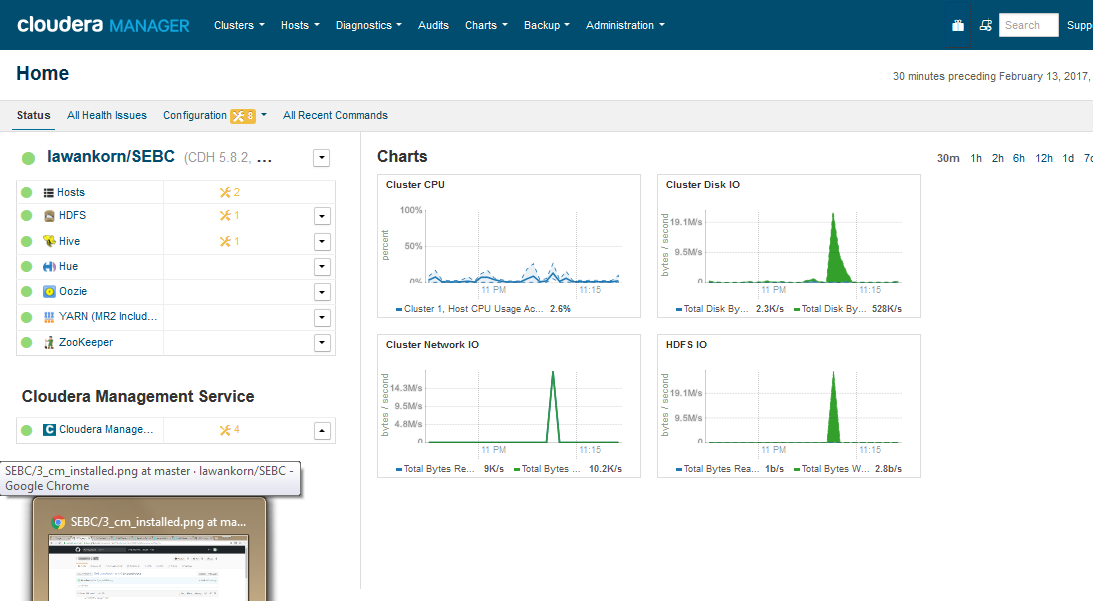 cloudera MANAGER Clusters Hosts Diagnostics Audits Charts Backup Administration Search Supp
Home
30 minutes preceding February 13, 2017,
Status All Health Issues Configuration 8 All Recent Commands
lawankorn/SEBC (CDH 5.8.2, ...
Hosts 2
HDFS 1
Hive 1
Hue
Oozie
YARN (MR2 Includ...
ZooKeeper
Cloudera Management Service
Cloudera Manage... 4
Charts
30m 1h 2h 6h 12h 1d 7d
Cluster CPU
percent
100%
50%
0%
11 PM 11:15
Cluster 1, Host CPU Usage Ac... 2.6%
Cluster Disk IO
bytes / second
19.1M/s
9.5M/s
0
11 PM 11:15
Total Disk By... 2.3K/s Total Disk By... 528K/s
Cluster Network IO
bytes / second
14.3M/s
9.5M/s
4.8M/s
0
11 PM 11:15
Total Bytes Re... 9K/s Total Bytes ... 10.2K/s
HDFS IO
bytes / second
19.1M/s
9.5M/s
0
11 PM 11:15
Total Bytes Rea... 1b/s Total Bytes W... 2.8b/s
SEBC/3_cm_installed.png at master · lawankorn/SEBC -
Google Chrome
SEBC/3_cm_installed.png at ma...